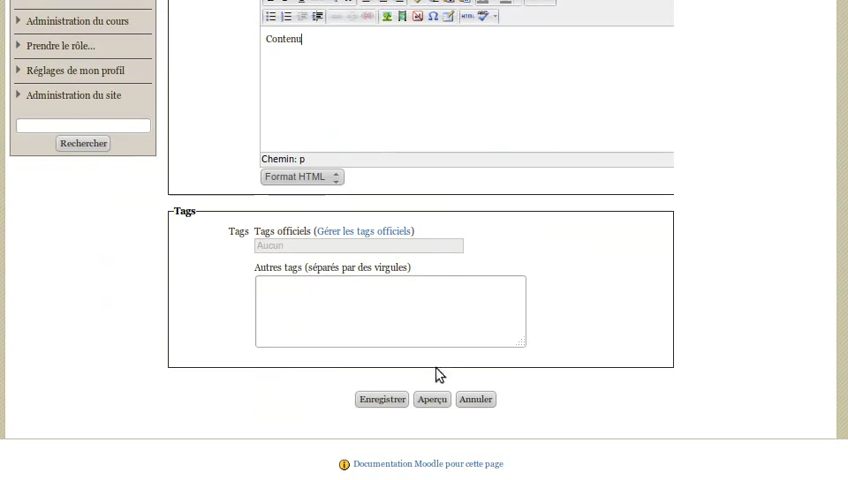 Administration du cours
Prendre le rôle...
Réglages de mon profil
Administration du site
Rechercher
HTML
ABC
Contenu
Chemin: p
Format HTML
Tags
Tags Tags officiels (Gérer les tags officiels)
Aucun
Autres tags (séparés par des virgules)
Enregistrer Aperçu Annuler
Documentation Moodle pour cette page